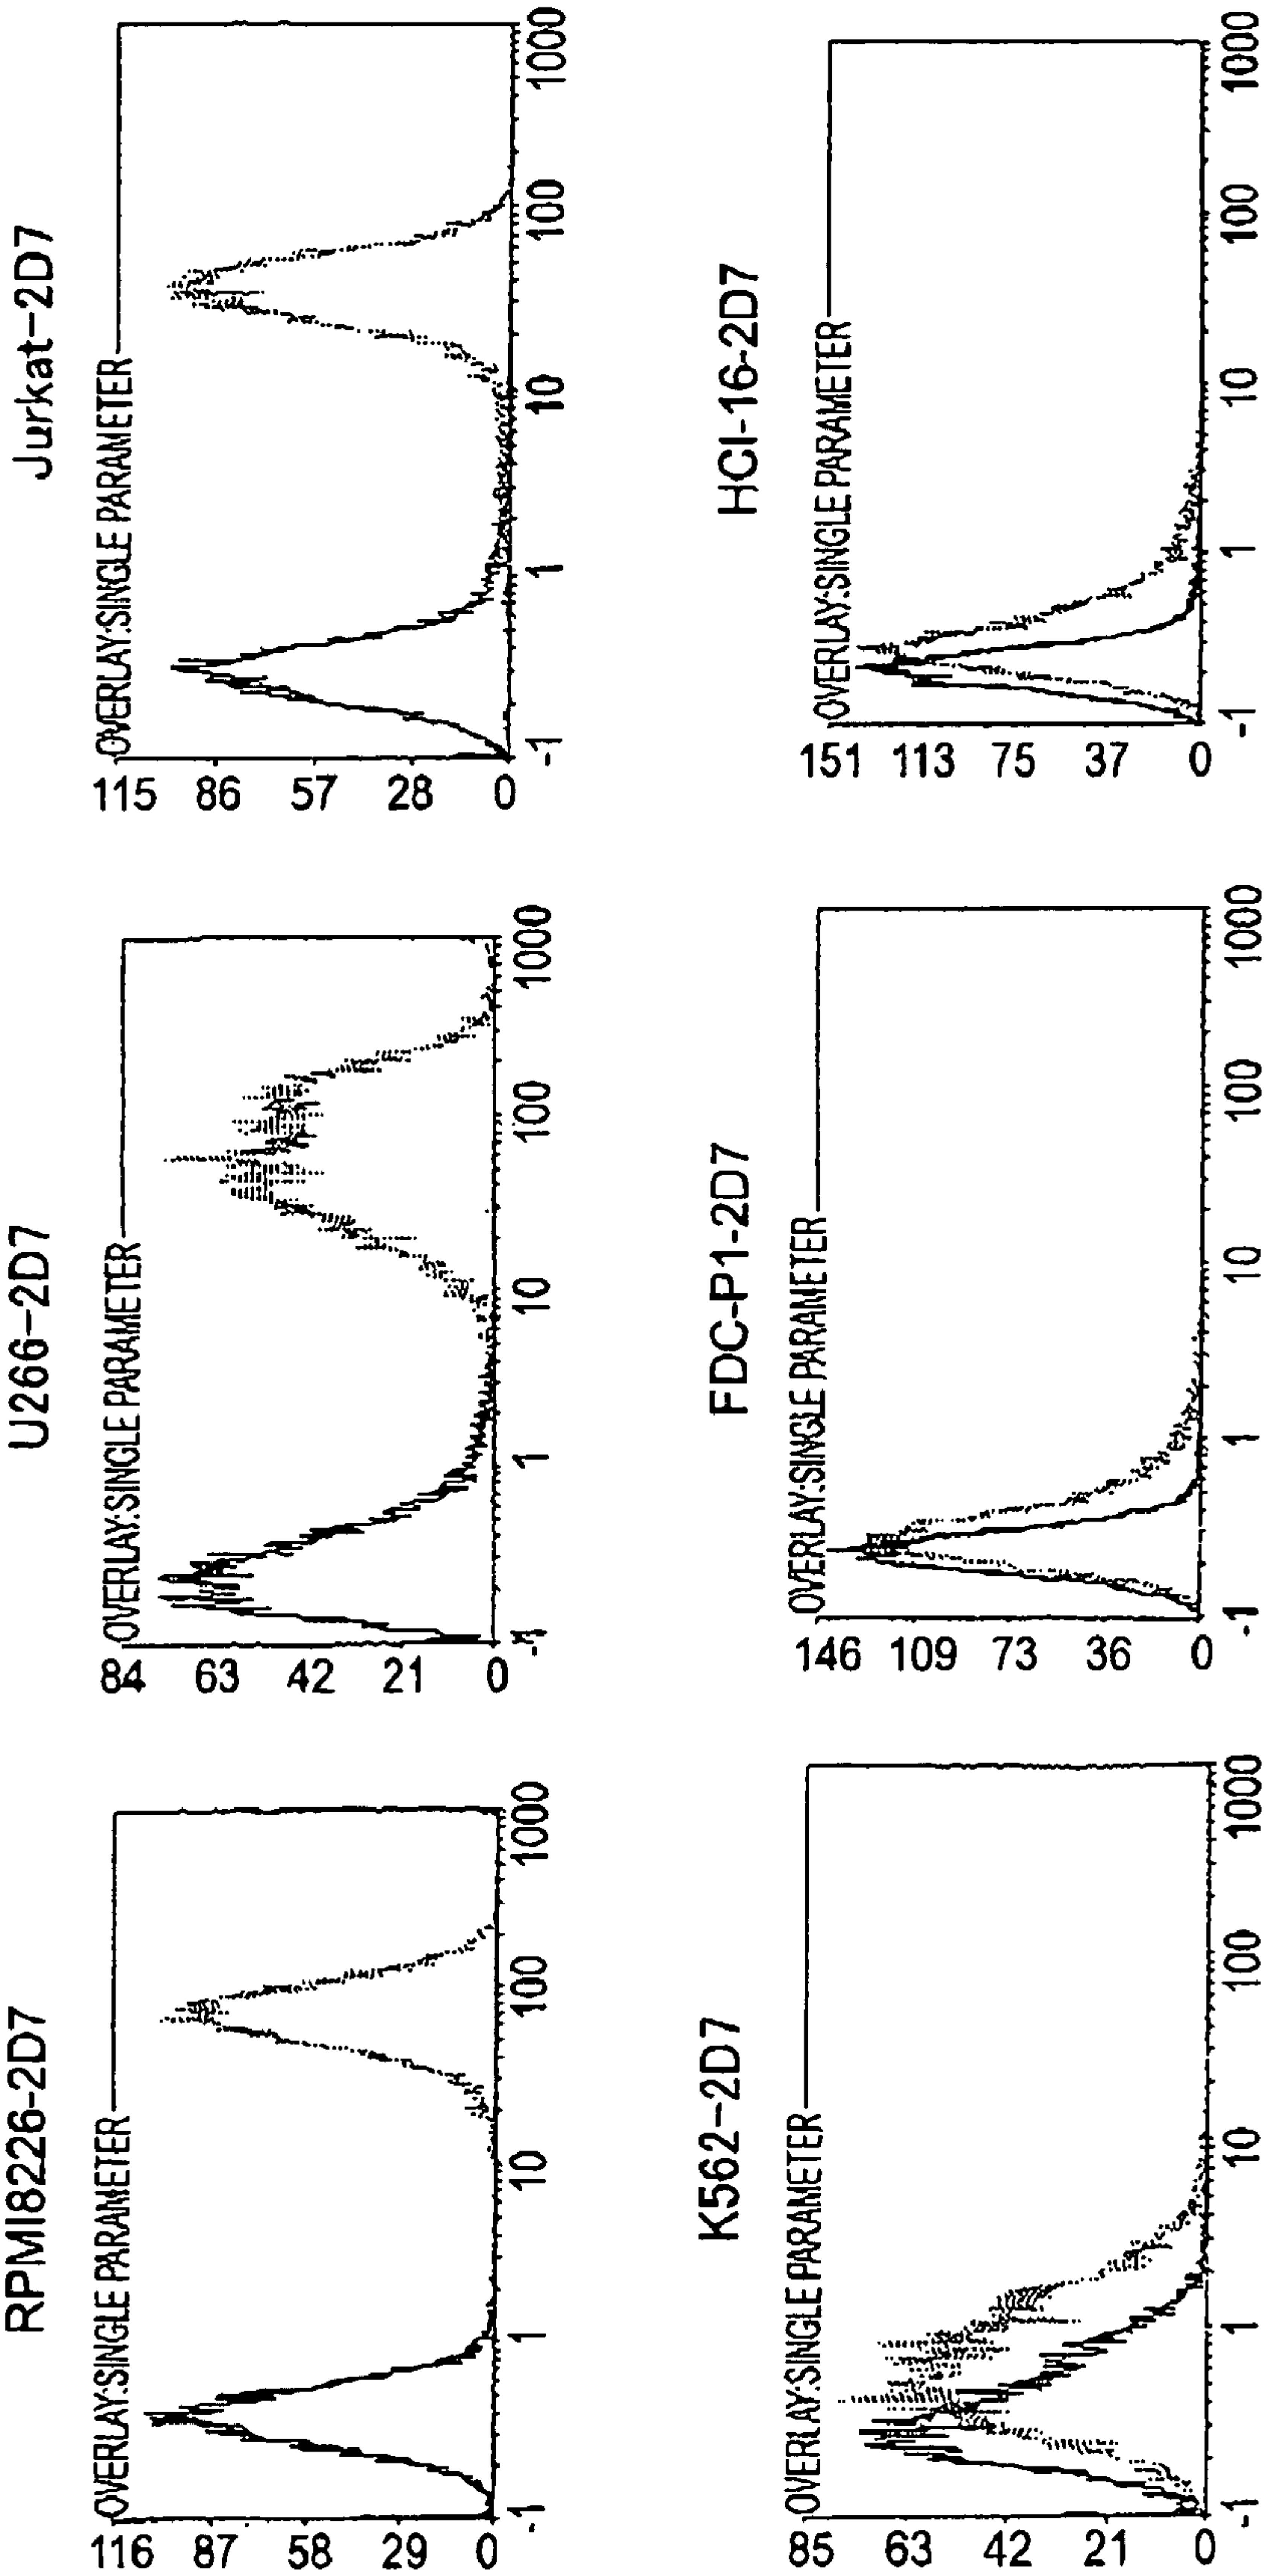 RPMI8226-2D7
OVERLAY:SINGLE PARAMETER
116 87 58 29 0
.1 1 10 100 1000
U266-2D7
OVERLAY:SINGLE PARAMETER
84 63 42 21 0
.1 1 10 100 1000
Jurkat-2D7
OVERLAY:SINGLE PARAMETER
115 86 57 28 0
.1 1 10 100 1000
K562-2D7
OVERLAY:SINGLE PARAMETER
85 63 42 21 0
.1 1 10 100 1000
FDC-P1-2D7
OVERLAY:SINGLE PARAMETER
146 109 73 36 0
.1 1 10 100 1000
HCI-16-2D7
OVERLAY:SINGLE PARAMETER
151 113 75 37 0
.1 1 10 100 1000